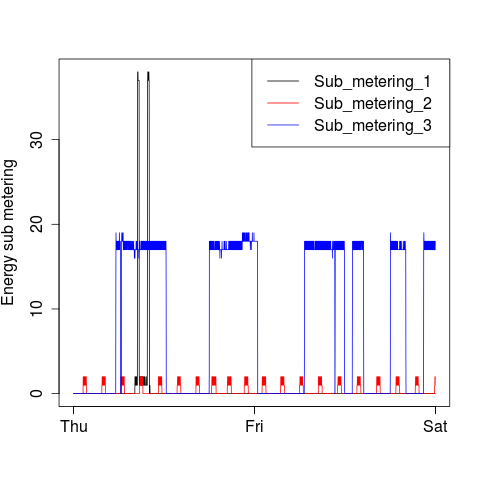 Sub_metering_1
Sub_metering_2
Sub_metering_3
Energy sub metering
30
20
10
0
Thu Fri Sat